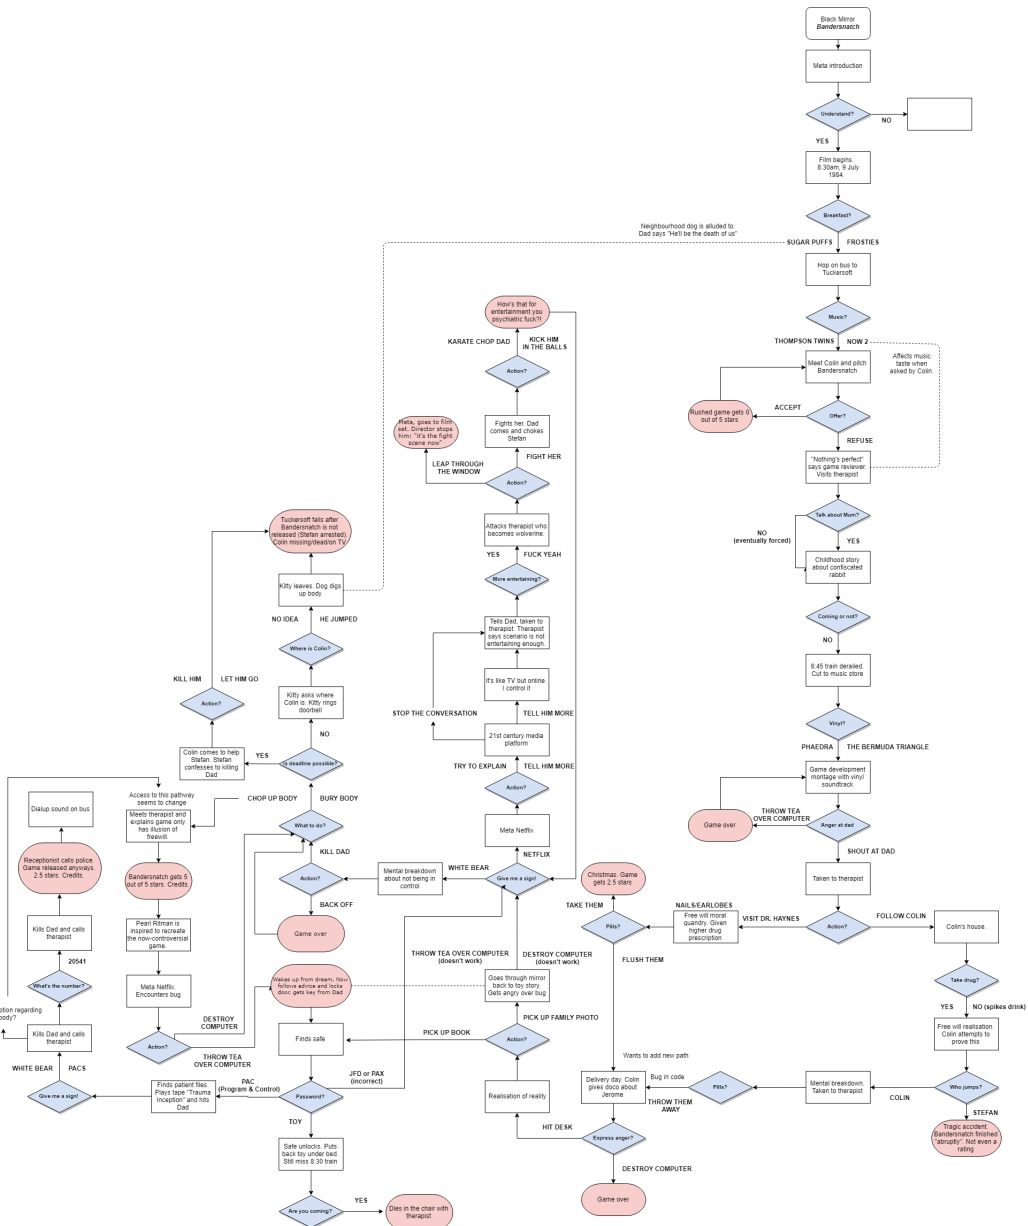 Black Mirror
Bandersnatch
Meta introduction
Understand?
NO
YES
Film begins.
8:30am, 9 July
1984.
Breakfast?
Neighbourhood dog is alluded to
Dad says "He'll be the death of us"
SUGAR PUFFS
FROSTIES
Hop on bus to
Tuckersoft
Music?
THOMPSON TWINS
NOW 2
Affects music
taste when
asked by Colin.
Meet Colin and pitch
Bandersnatch
Rushed game gets 0
out of 5 stars
ACCEPT
Offer?
REFUSE
"Nothing's perfect"
says game reviewer.
Visits therapist
Talk about Mum?
NO
(eventually forced)
YES
Childhood story
about confiscated
rabbit
Coming or not?
NO
8:45 train derailed.
Cut to music store
Vinyl?
PHAEDRA
THE BERMUDA TRIANGLE
Game development
montage with vinyl
soundtrack
Game over
THROW TEA
OVER COMPUTER
Anger at dad
SHOUT AT DAD
Taken to therapist
Action?
VISIT DR. HAYNES
FOLLOW COLIN
Colin's house.
Take drug?
YES
NO (spikes drink)
Free will realisation.
Colin attempts to
prove this
Who jumps?
COLIN
STEFAN
Mental breakdown.
Taken to therapist
Tragic accident.
Bandersnatch finished
"abruptly". Not even a
rating
Pills?
Bug in code
THROW THEM
AWAY
NAILS/EARLOBES
Free will moral
quandry. Given
higher drug
prescription
Pills?
TAKE THEM
Christmas. Game
gets 2.5 stars
FLUSH THEM
Wants to add new path
Delivery day. Colin
gives doco about
Jerome
Express anger?
DESTROY COMPUTER
Game over
HIT DESK
Realisation of reality
Action?
PICK UP BOOK
PICK UP FAMILY PHOTO
Goes through mirror
back to toy story.
Gets angry over bug
DESTROY COMPUTER
(doesn't work)
THROW TEA OVER COMPUTER
(doesn't work)
Give me a sign!
WHITE BEAR
NETFLIX
Meta Netflix
Action?
TRY TO EXPLAIN
TELL HIM MORE
21st century media
platform
STOP THE CONVERSATION
TELL HIM MORE
It's like TV but online.
I control it
Tells Dad, taken to
therapist. Therapist
says scenario is not
entertaining enough.
More entertaining?
YES
FUCK YEAH
Attacks therapist who
becomes wolverine.
Action?
LEAP THROUGH
THE WINDOW
FIGHT HER
Meta, goes to film
set. Director stops
him: "it's the fight
scene now"
Fights her. Dad
comes and chokes
Stefan
Action?
KARATE CHOP DAD
KICK HIM
IN THE BALLS
How's that for
entertainment you
psychiatric fuck?!
Mental breakdown
about not being in
control
Action?
KILL DAD
BACK OFF
Game over
What to do?
CHOP UP BODY
BURY BODY
Is deadline possible?
YES
NO
Colin comes to help
Stefan. Stefan
confesses to killing
Dad
Action?
KILL HIM
LET HIM GO
Kitty asks where
Colin is. Kitty rings
doorbell
Where is Colin?
NO IDEA
HE JUMPED
Kitty leaves. Dog digs
up body
Tuckersoft fails after
Bandersnatch is not
released (Stefan arrested).
Colin missing/dead/on TV
Access to this pathway
seems to change
Meets therapist and
explains game only
has illusion of
freewill.
Bandersnatch gets 5
out of 5 stars. Credits.
Pearl Ritman is
inspired to recreate
the now-controversial
game.
Meta Netflix.
Encounters bug
Action?
DESTROY
COMPUTER
THROW TEA
OVER COMPUTER
Wakes up from dream. Now
follows advice and locks
door, gets key from Dad
Finds safe
Password?
JFD or PAX
(incorrect)
PAC
(Program & Control)
TOY
Safe unlocks. Puts
back toy under bed.
Still miss 8:30 train
Are you coming?
YES
Dies in the chair with
therapist
Finds patient files.
Plays tape "Trauma
Inception" and hits
Dad
Give me a sign!
WHITE BEAR
PACS
Kills Dad and calls
therapist
ption regarding
body?
What's the number?
20541
Kills Dad and calls
therapist
Receptionist calls police.
Game released anyways.
2.5 stars. Credits.
Dialup sound on bus